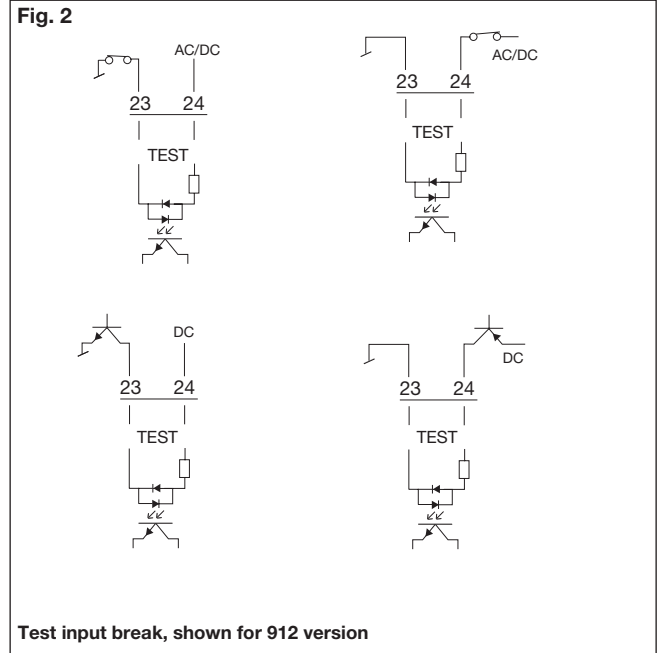 Fig. 2
AC/DC
23 24
TEST
AC/DC
23 24
TEST
DC
23 24
TEST
DC
23 24
TEST
Test input break, shown for 912 version